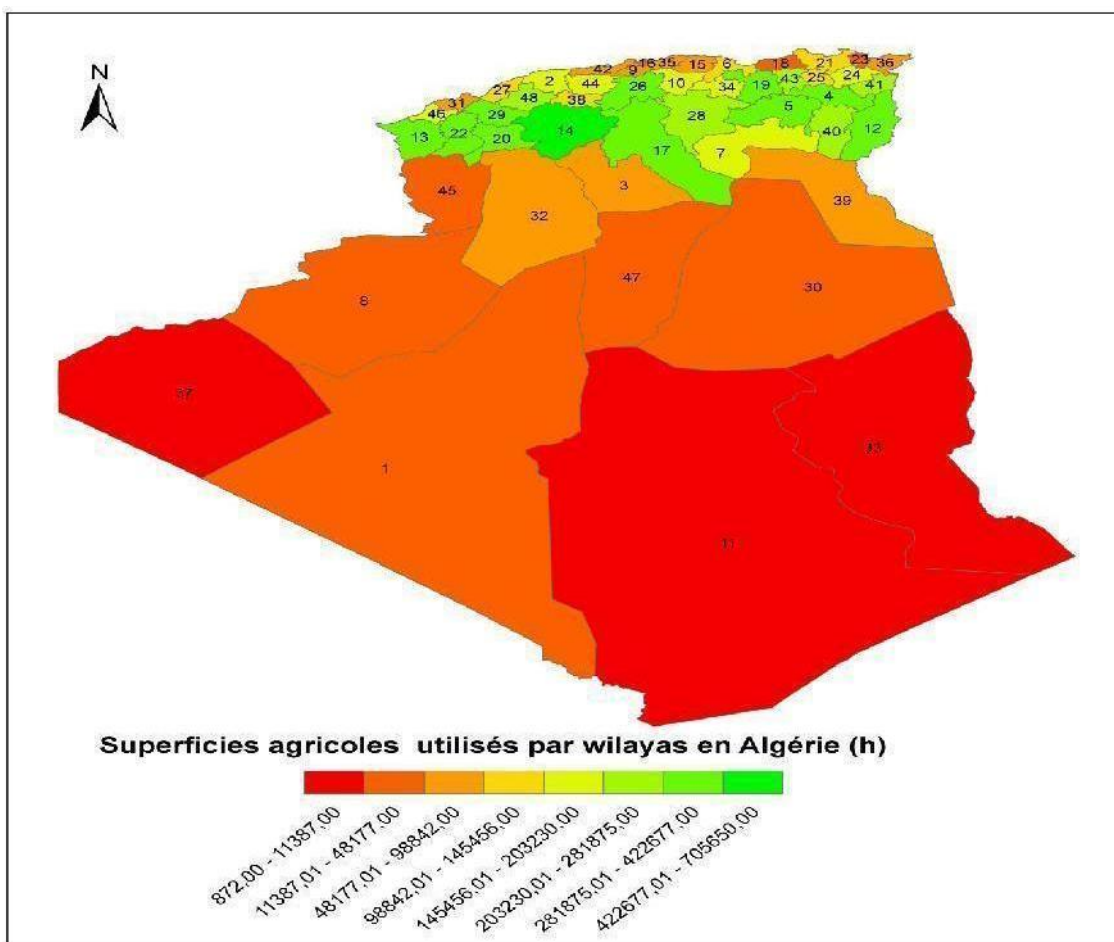 N
42 9 16 35 15 6 18 21 23 36
46 31 27 2 48 44 38 26 10 34 19 43 25 24 41
13 22 29 20 14 28 5 4 12
17 7 40
45 32 3 39
8 47 30
37 1 11 33
Superficies agricoles utilisés par wilayas en Algérie (h)
872,00 - 11387,00
11387,01 - 48177,00
48177,01 - 98842,00
98842,01 - 145456,00
145456,01 - 203230,00
203230,01 - 281875,00
281875,01 - 422677,00
422677,01 - 705650,00